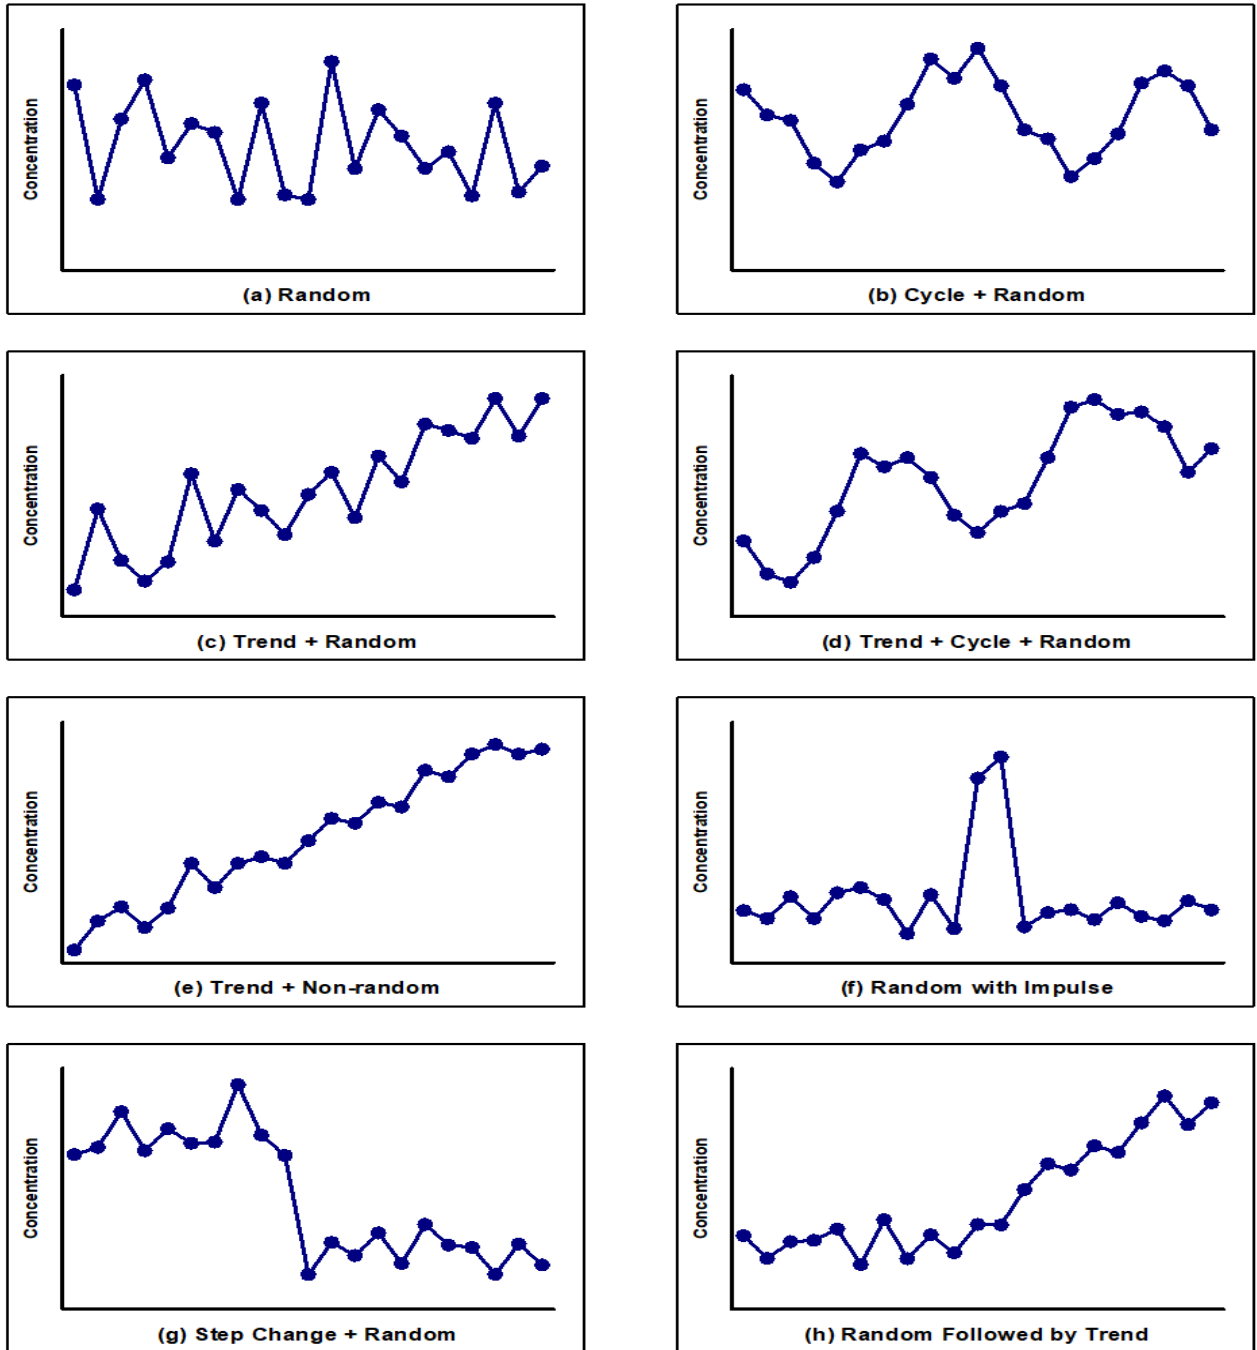 Concentration
(a) Random
Concentration
(b) Cycle + Random
Concentration
(c) Trend + Random
Concentration
(d) Trend + Cycle + Random
Concentration
(e) Trend + Non-random
Concentration
(f) Random with Impulse
Concentration
(g) Step Change + Random
Concentration
(h) Random Followed by Trend